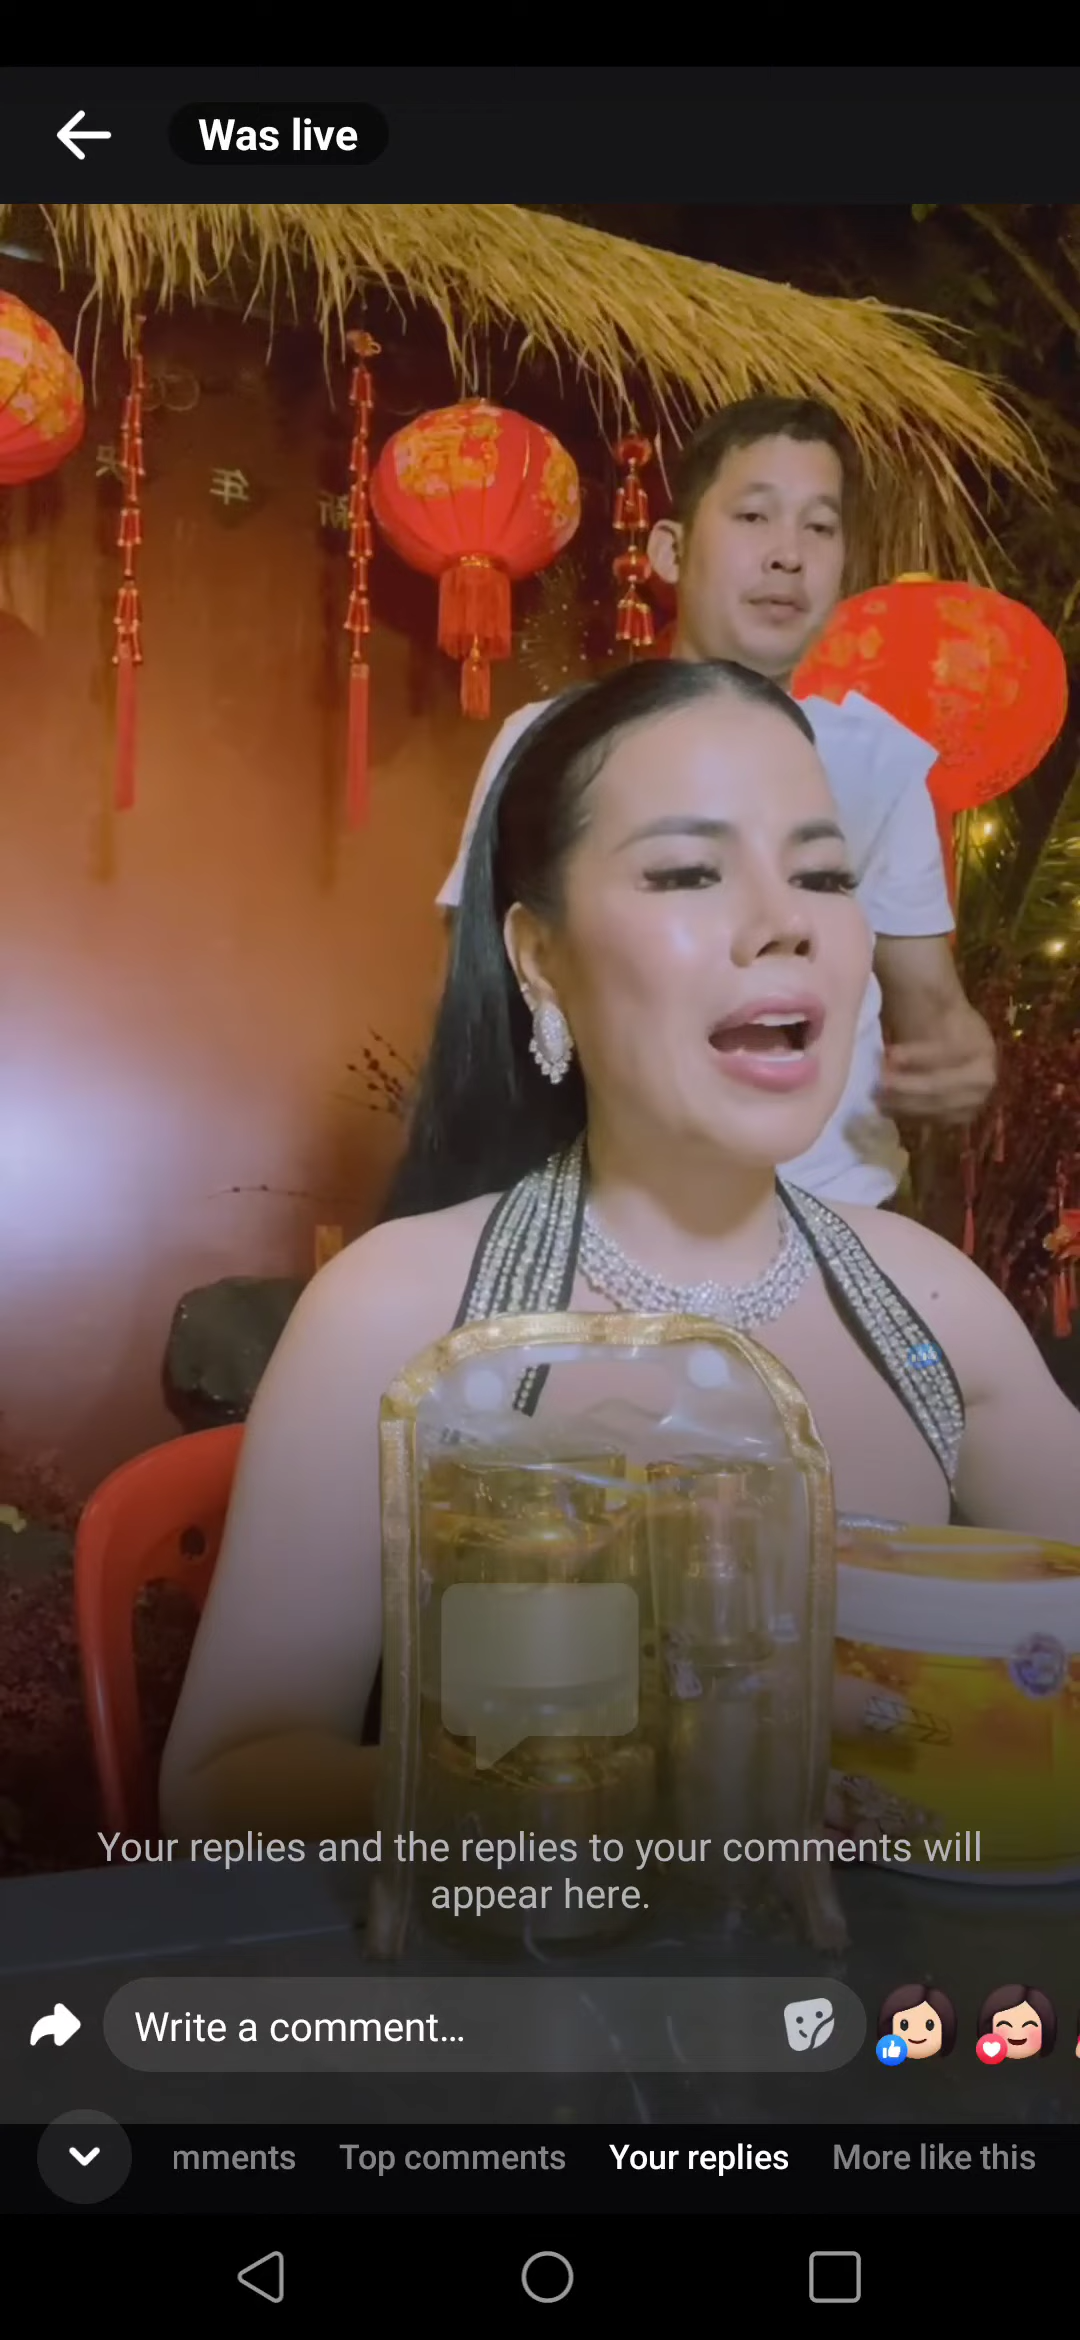 Was live
年
Your replies and the replies to your comments will
appear here.
Write a comment...
mments
Top comments
Your replies
More like this